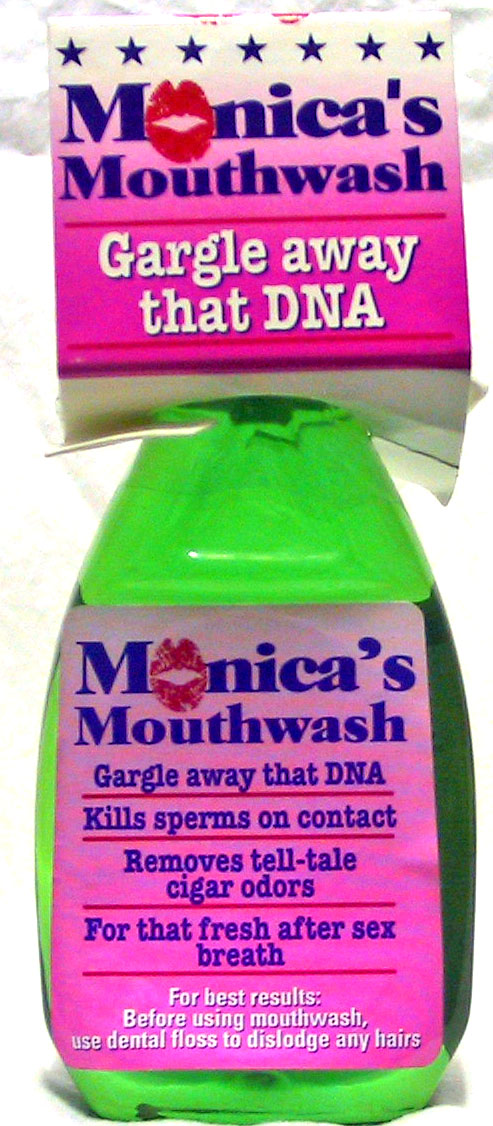 Monica's
Mouthwash
Gargle away
that DNA
Monica's
Mouthwash
Gargle away that DNA
Kills sperms on contact
Removes tell-tale
cigar odors
For that fresh after sex
breath
For best results:
Before using mouthwash,
use dental floss to dislodge any hairs